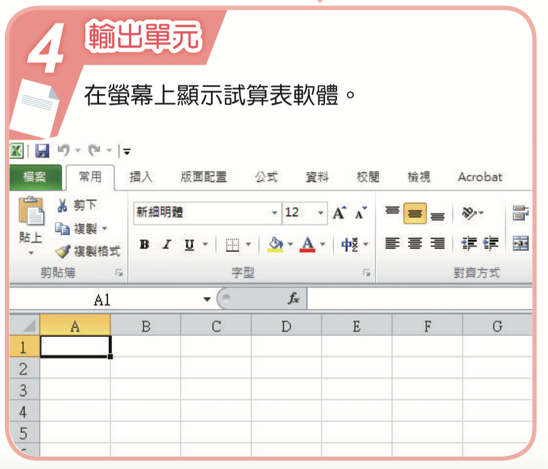 4 輸出單元
在螢幕上顯示試算表軟體。
檔案 常用 插入 版面配置 公式 資料 校閱 檢視 Acrobat
剪下 新細明體 12 A A
複製
貼上 複製格式 B I U A 中
剪貼簿 字型 對齊方式
A1 fx
A B C D E F G
1
2
3
4
5